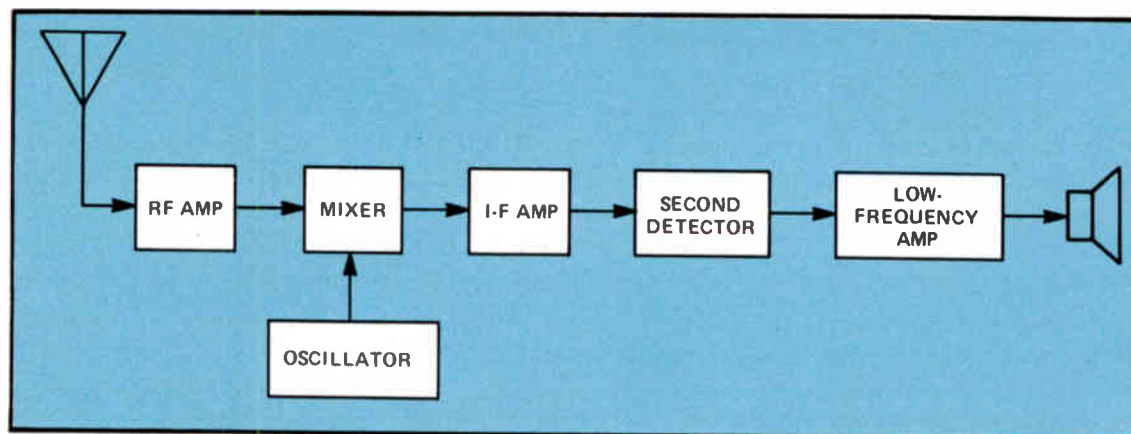 RF AMP
MIXER
I-F AMP
SECOND
DETECTOR
LOW-
FREQUENCY
AMP
OSCILLATOR